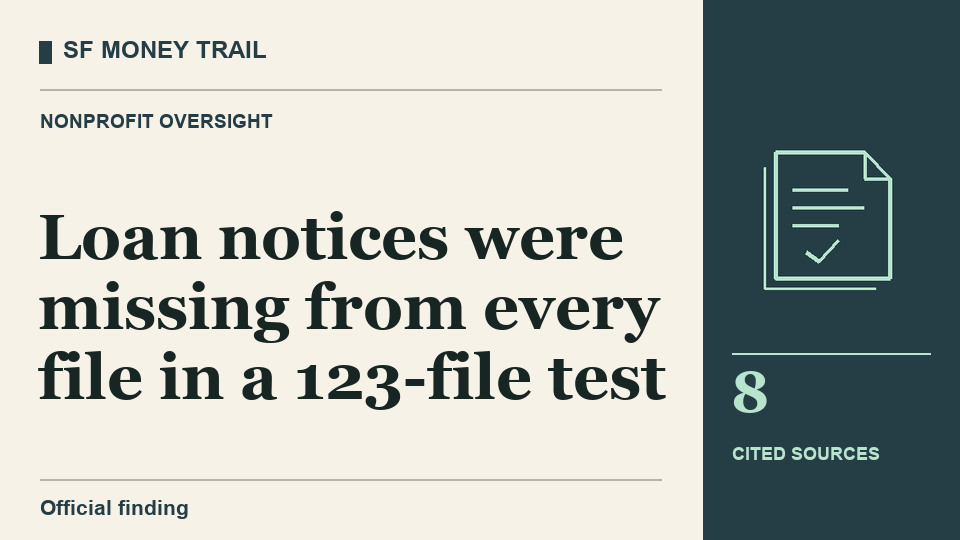 SF MONEY TRAIL
NONPROFIT OVERSIGHT
Loan notices were
missing from every
file in a 123-file test
Official finding
8
CITED SOURCES